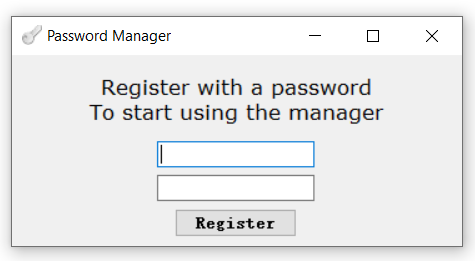 Password Manager
Register with a password
To start using the manager
Register